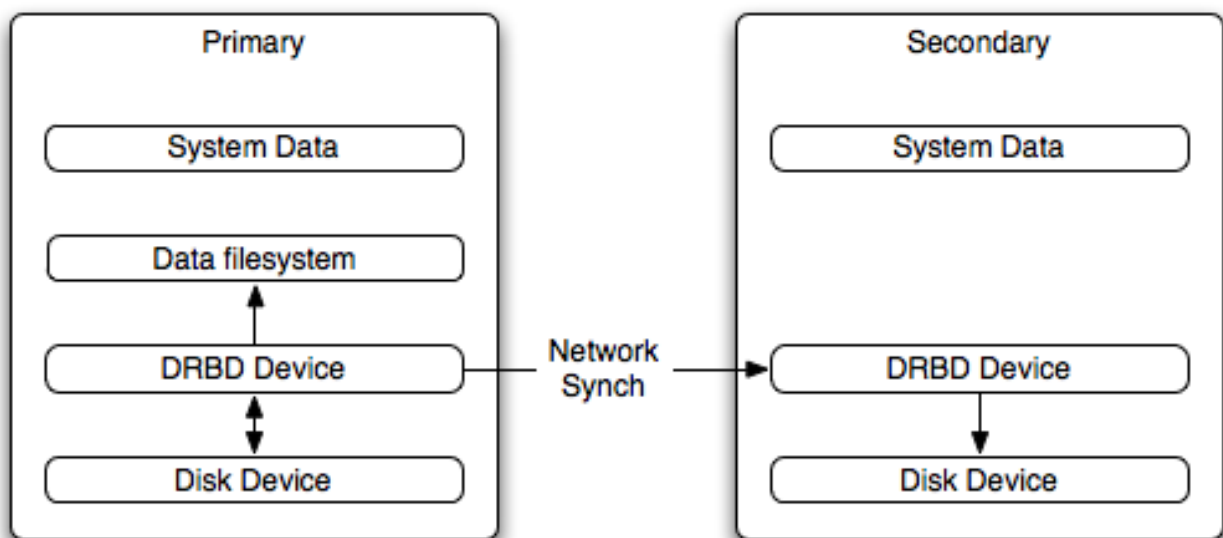 Primary
System Data
Data filesystem
DRBD Device
Disk Device
Network
Synch
Secondary
System Data
DRBD Device
Disk Device